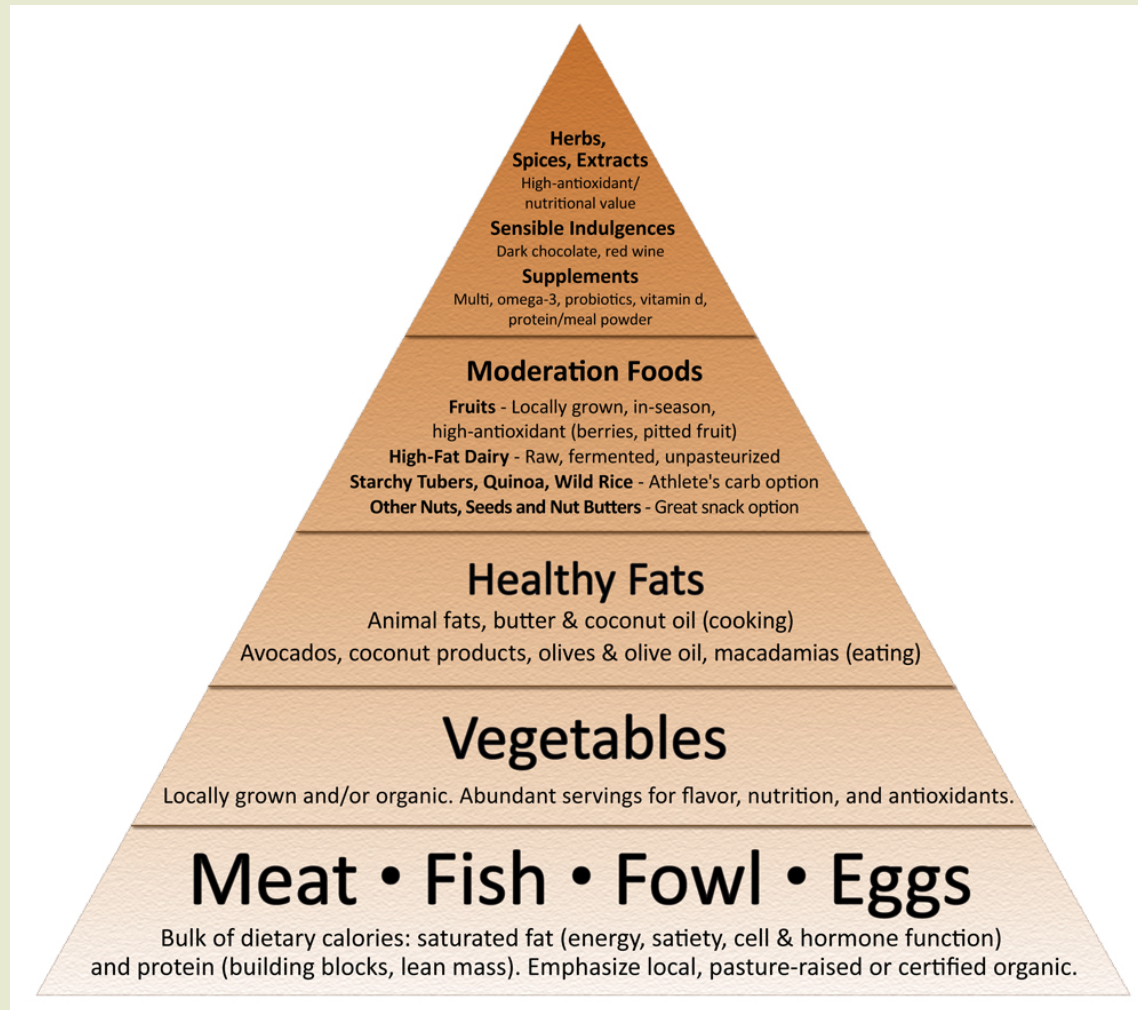 Herbs,
Spices, Extracts
High-antioxidant/
nutritional value
Sensible Indulgences
Dark chocolate, red wine
Supplements
Multi, omega-3, probiotics, vitamin d,
protein/meal powder
Moderation Foods
Fruits - Locally grown, in-season,
high-antioxidant (berries, pitted fruit)
High-Fat Dairy - Raw, fermented, unpasteurized
Starchy Tubers, Quinoa, Wild Rice - Athlete's carb option
Other Nuts, Seeds and Nut Butters - Great snack option
Healthy Fats
Animal fats, butter & coconut oil (cooking)
Avocados, coconut products, olives & olive oil, macadamias (eating)
Vegetables
Locally grown and/or organic. Abundant servings for flavor, nutrition, and antioxidants.
Meat • Fish • Fowl • Eggs
Bulk of dietary calories: saturated fat (energy, satiety, cell & hormone function)
and protein (building blocks, lean mass). Emphasize local, pasture-raised or certified organic.